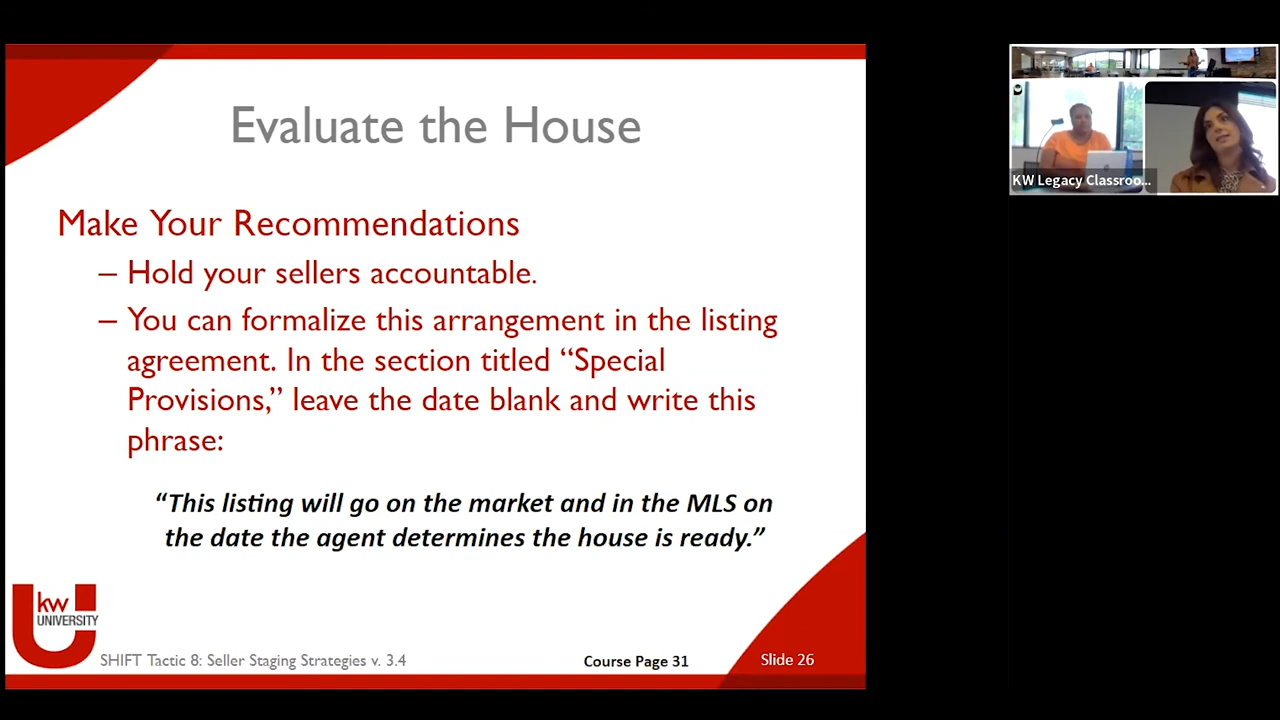 Evaluate the House
Make Your Recommendations
– Hold your sellers accountable.
– You can formalize this arrangement in the listing
agreement. In the section titled “Special
Provisions,” leave the date blank and write this
phrase:
“This listing will go on the market and in the MLS on
the date the agent determines the house is ready.”
kw
UNIVERSITY
SHIFT Tactic 8: Seller Staging Strategies v. 3.4
Course Page 31
Slide 26
KW Legacy Classroo...